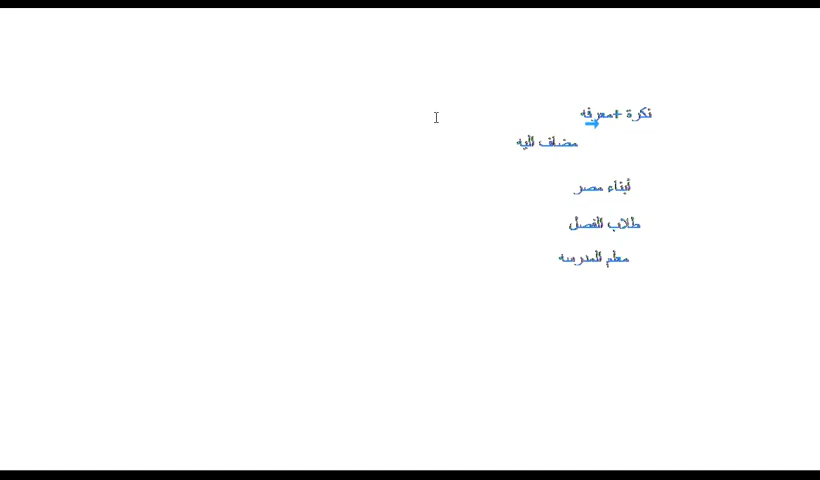 نكرة +معرفه
مضاف اليه
أبناء مصر
طلاب الفصل
معلم المدرسه